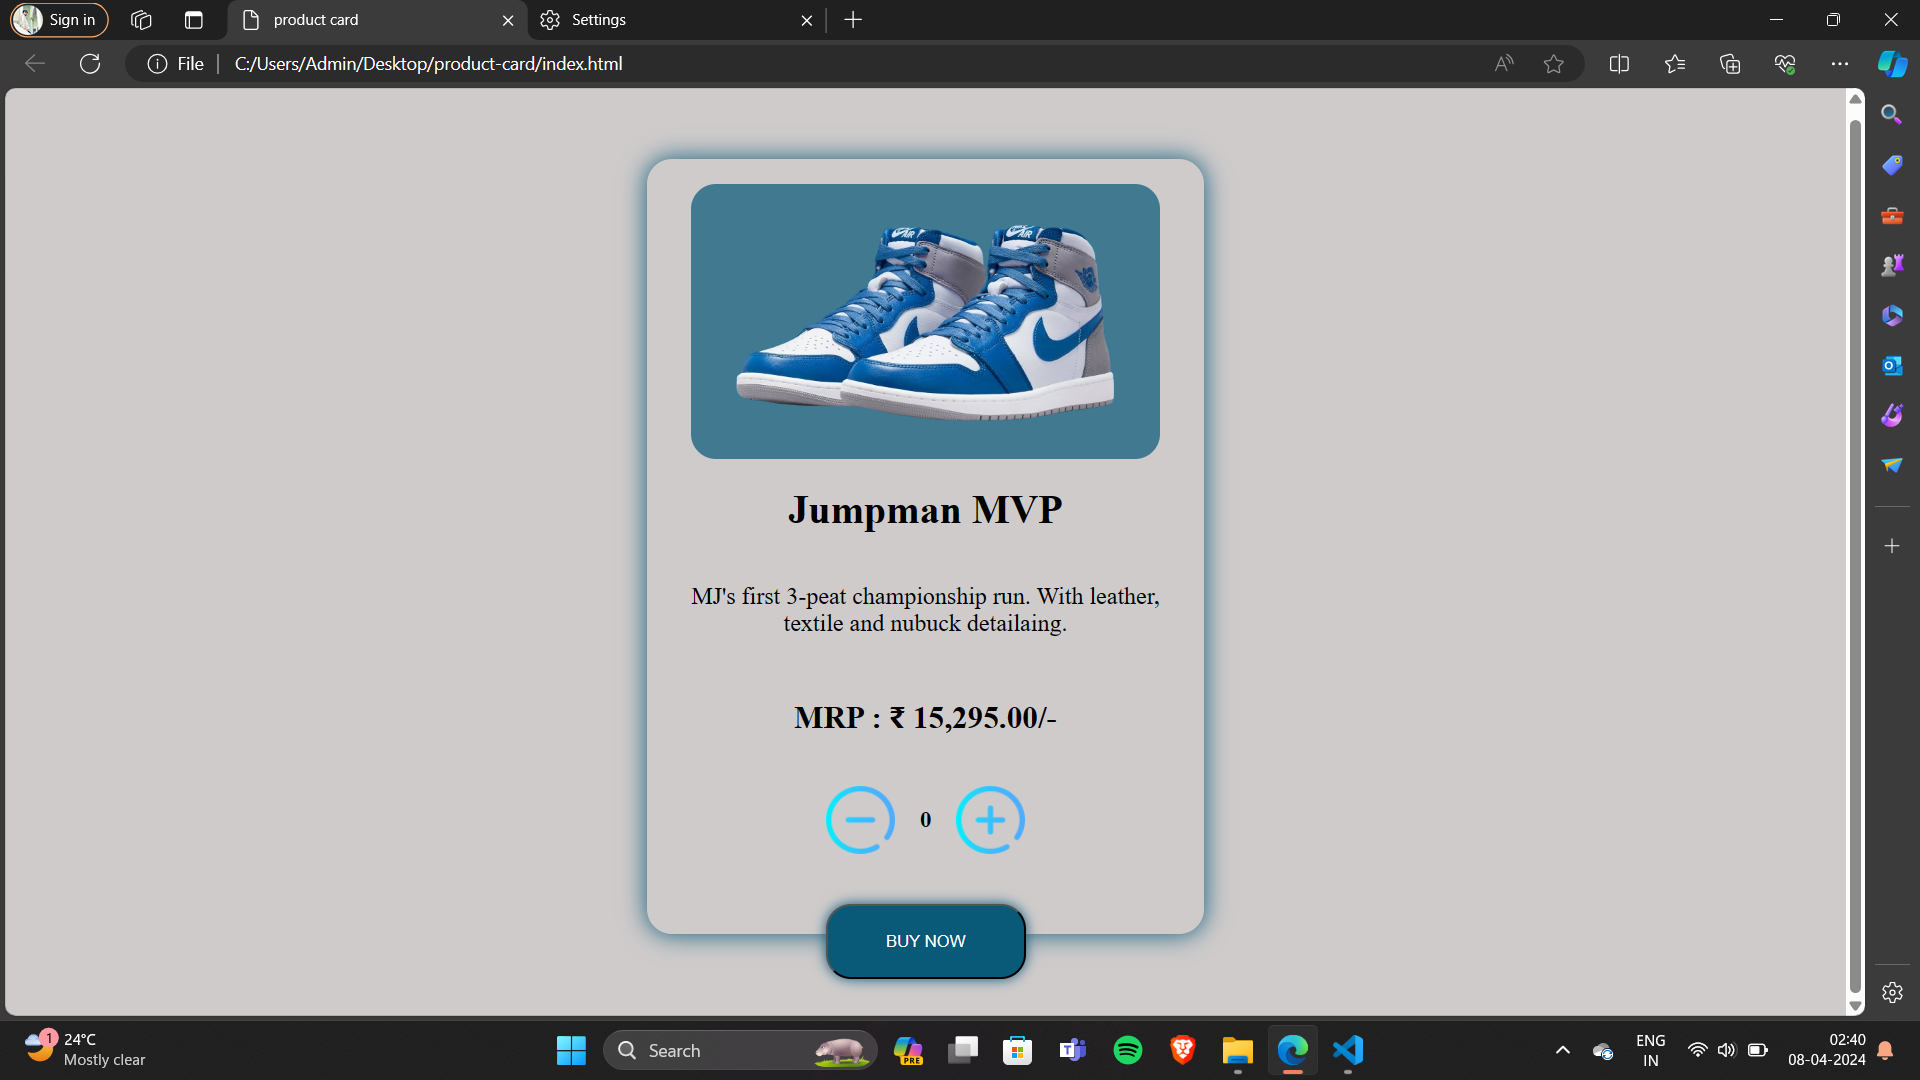 Sign in
product card
Settings
File
C:/Users/Admin/Desktop/product-card/index.html
AIR
AIR
Jumpman MVP
MJ's first 3-peat championship run. With leather,
textile and nubuck detailaing.
MRP : ₹ 15,295.00/-
0
BUY NOW
1
24°C
Mostly clear
Search
PRE
ENG
IN
02:40
08-04-2024